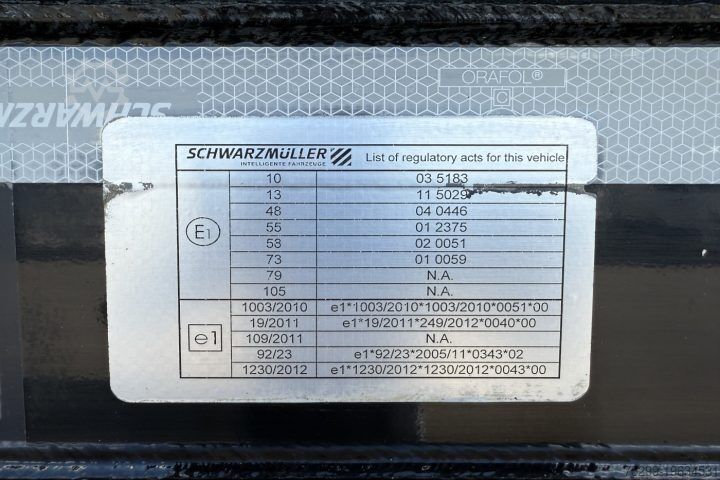 ORAFOL®
SCHWARZM
SCHWARZMÜLLER List of regulatory acts for this vehicle
INTELLIGENTE FAHRZEUGE
E1
10 03 5183
13 11 5029
48 04 0446
55 01 2375
58 02 0051
73 01 0059
79 N.A.
105 N.A.
e1
1003/2010 e1*1003/2010*1003/2010*0051*00
19/2011 e1*19/2011*249/2012*0040*00
109/2011 N.A.
92/23 e1*92/23*2005/11*0343*02
1230/2012 e1*1230/2012*1230/2012*0043*00